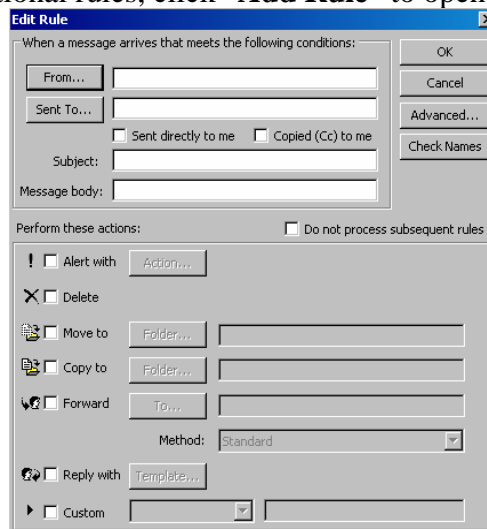 tional rules, click "Add Rule" to open
Edit Rule
When a message arrives that meets the following conditions:
OK
From...
Cancel
Sent To...
Advanced...
Sent directly to me Copied (Cc) to me
Check Names
Subject:
Message body:
Perform these actions: Do not process subsequent rules
Alert with Action...
Delete
Move to Folder...
Copy to Folder...
Forward To...
Method: Standard
Reply with Template...
Custom